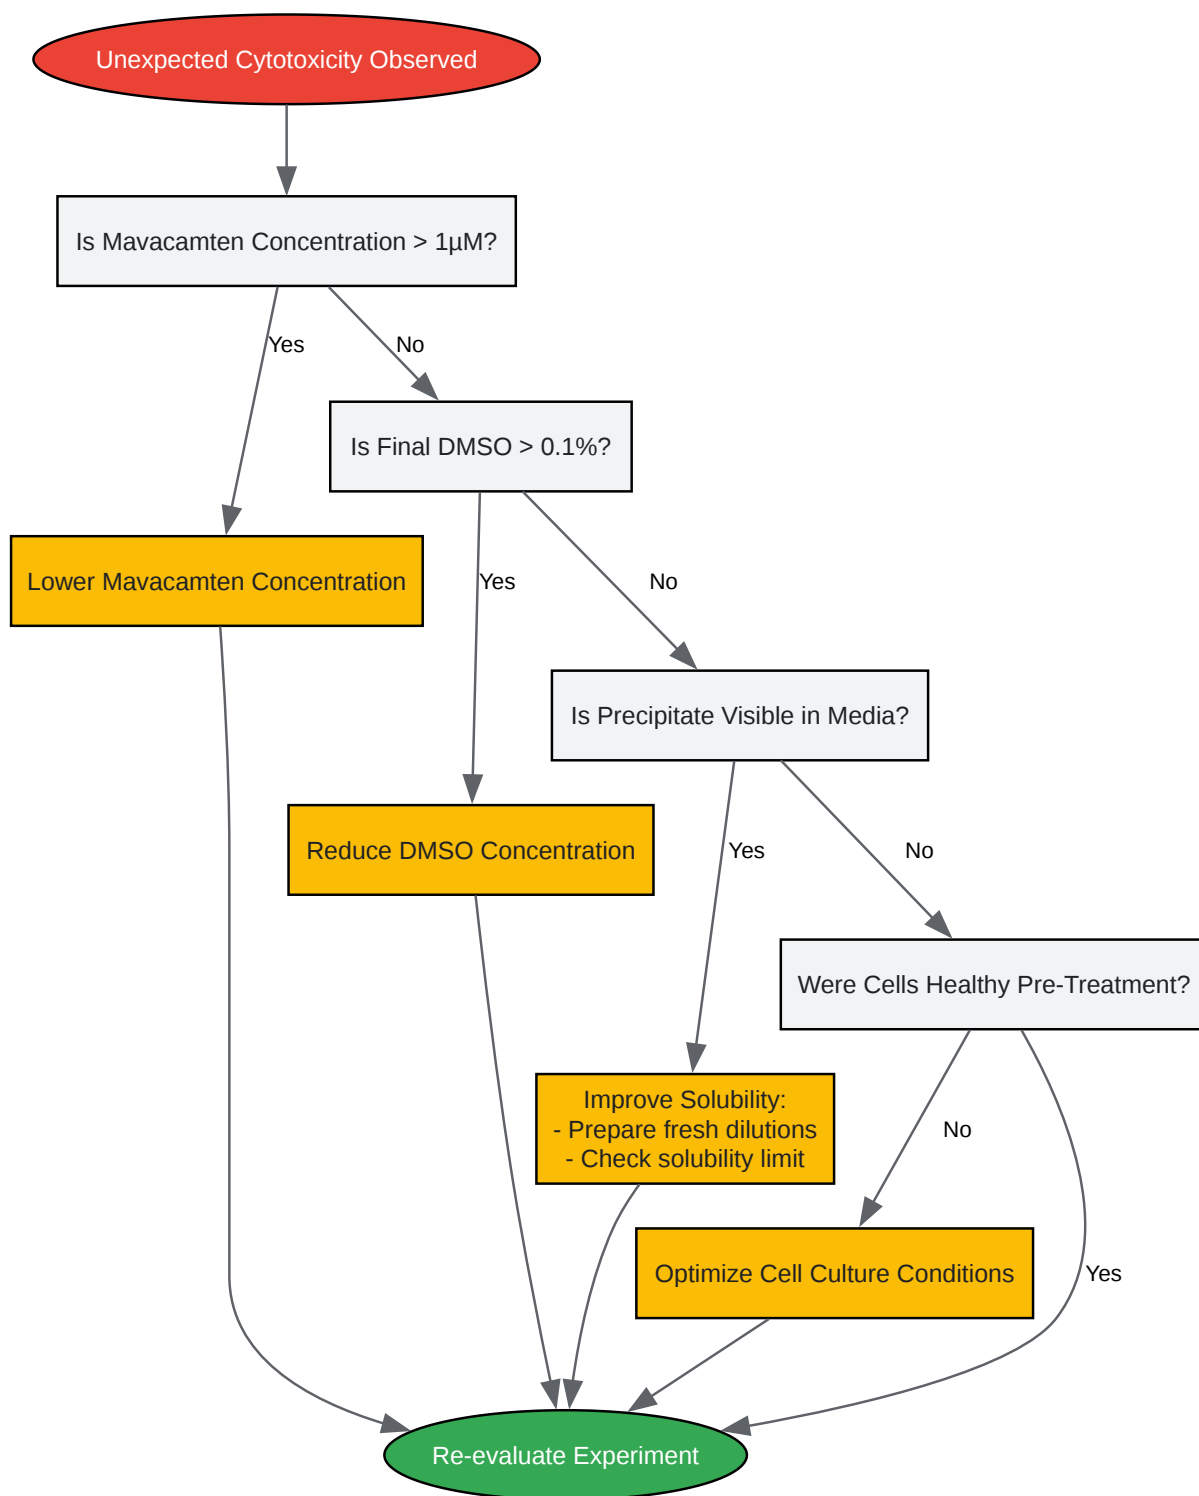 Unexpected Cytotoxicity Observed
Is Mavacamten Concentration > 1µM?
Yes
No
Is Final DMSO > 0.1%?
Lower Mavacamten Concentration
Yes
No
Is Precipitate Visible in Media?
Reduce DMSO Concentration
Yes
No
Were Cells Healthy Pre-Treatment?
Improve Solubility:
- Prepare fresh dilutions
- Check solubility limit
No
Optimize Cell Culture Conditions
Yes
Re-evaluate Experiment